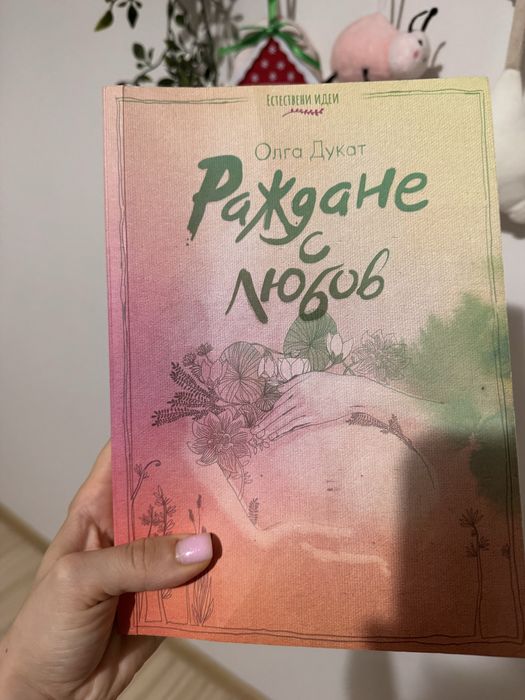 Естествени идеи
Олга Дукат
Раждане
с
любов